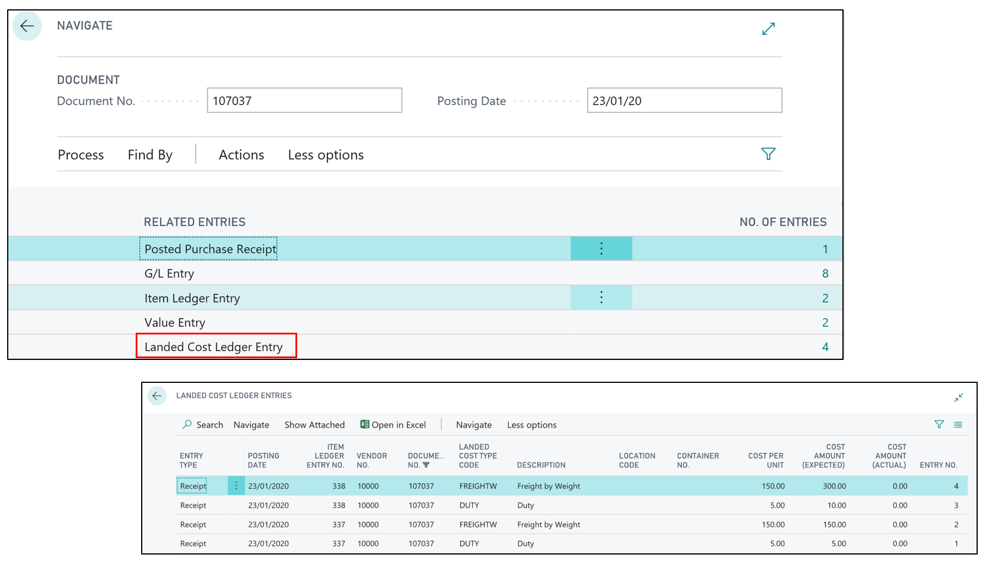 NAVIGATE
DOCUMENT
Document No. 107037 Posting Date 23/01/20
Process Find By Actions Less options
RELATED ENTRIES NO. OF ENTRIES
Posted Purchase Receipt 1
G/L Entry 8
Item Ledger Entry 2
Value Entry 2
Landed Cost Ledger Entry 4
LANDED COST LEDGER ENTRIES
Search Navigate Show Attached Open in Excel Navigate Less options
ENTRY TYPE POSTING DATE ITEM LEDGER ENTRY NO. VENDOR NO. DOCUME... NO. LANDED COST TYPE CODE DESCRIPTION LOCATION CODE CONTAINER NO. COST PER UNIT COST AMOUNT (EXPECTED) COST AMOUNT (ACTUAL) ENTRY NO.
Receipt 23/01/2020 338 10000 107037 FREIGHTW Freight by Weight 150.00 300.00 0.00 4
Receipt 23/01/2020 338 10000 107037 DUTY Duty 5.00 10.00 0.00 3
Receipt 23/01/2020 337 10000 107037 FREIGHTW Freight by Weight 150.00 150.00 0.00 2
Receipt 23/01/2020 337 10000 107037 DUTY Duty 5.00 5.00 0.00 1